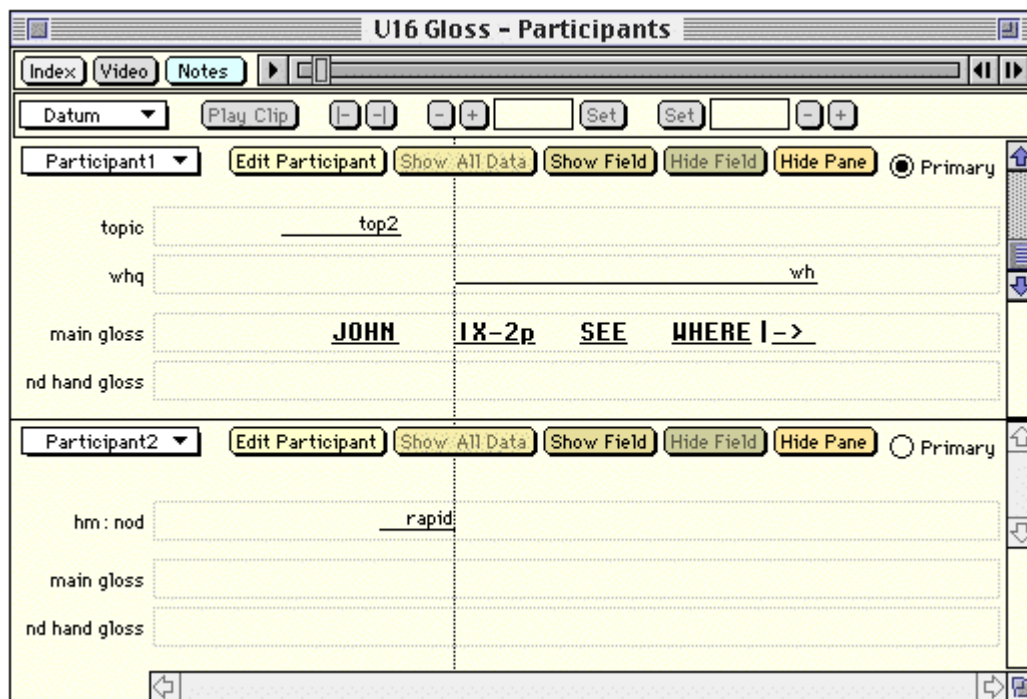 U16 Gloss - Participants
Index Video Notes
Datum Play Clip |- -| - + Set Set - +
Participant1 Edit Participant Show All Data Show Field Hide Field Hide Pane Primary
topic top2
whq wh
main gloss JOHN IX-2p SEE WHERE |->
nd hand gloss
Participant2 Edit Participant Show All Data Show Field Hide Field Hide Pane Primary
hm: nod rapid
main gloss
nd hand gloss